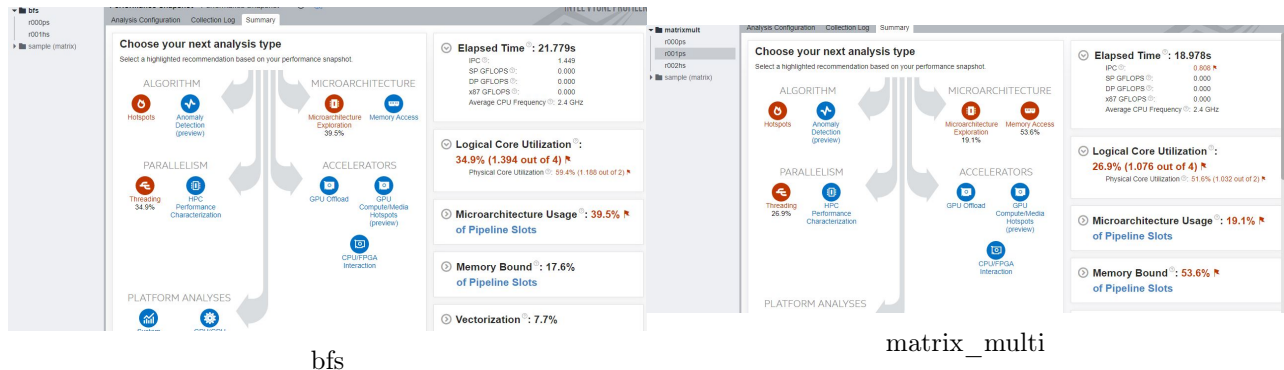 bfs
r000ps
r001hs
sample (matrix)
Analysis Configuration Collection Log Summary
INTEL VTUNE PROFILER
Choose your next analysis type
Select a highlighted recommendation based on your performance snapshot.
ALGORITHM
Hotspots
Anomaly
Detection
(preview)
MICROARCHITECTURE
Microarchitecture
Exploration
39.5%
Memory Access
PARALLELISM
Threading
34.9%
HPC
Performance
Characterization
ACCELERATORS
GPU Offload
GPU
Compute/Media
Hotspots
(preview)
CPU/FPGA
Interaction
PLATFORM ANALYSES
Elapsed Time: 21.779s
IPC: 1.449
SP GFLOPS: 0.000
DP GFLOPS: 0.000
x87 GFLOPS: 0.000
Average CPU Frequency: 2.4 GHz
Logical Core Utilization:
34.9% (1.394 out of 4)
Physical Core Utilization: 59.4% (1.188 out of 2)
Microarchitecture Usage: 39.5%
of Pipeline Slots
Memory Bound: 17.6%
of Pipeline Slots
Vectorization: 7.7%
bfs
matrixmult
r000ps
r001ps
r002hs
sample (matrix)
Analysis Configuration Collection Log Summary
Choose your next analysis type
Select a highlighted recommendation based on your performance snapshot.
ALGORITHM
Hotspots
Anomaly
Detection
(preview)
MICROARCHITECTURE
Microarchitecture
Exploration
19.1%
Memory Access
53.6%
PARALLELISM
Threading
26.9%
HPC
Performance
Characterization
ACCELERATORS
GPU Offload
GPU
Compute/Media
Hotspots
(preview)
CPU/FPGA
Interaction
PLATFORM ANALYSES
Elapsed Time: 18.978s
IPC: 0.808
SP GFLOPS: 0.000
DP GFLOPS: 0.000
x87 GFLOPS: 0.000
Average CPU Frequency: 2.4 GHz
Logical Core Utilization:
26.9% (1.076 out of 4)
Physical Core Utilization: 51.6% (1.032 out of 2)
Microarchitecture Usage: 19.1%
of Pipeline Slots
Memory Bound: 53.6%
of Pipeline Slots
matrix_multi